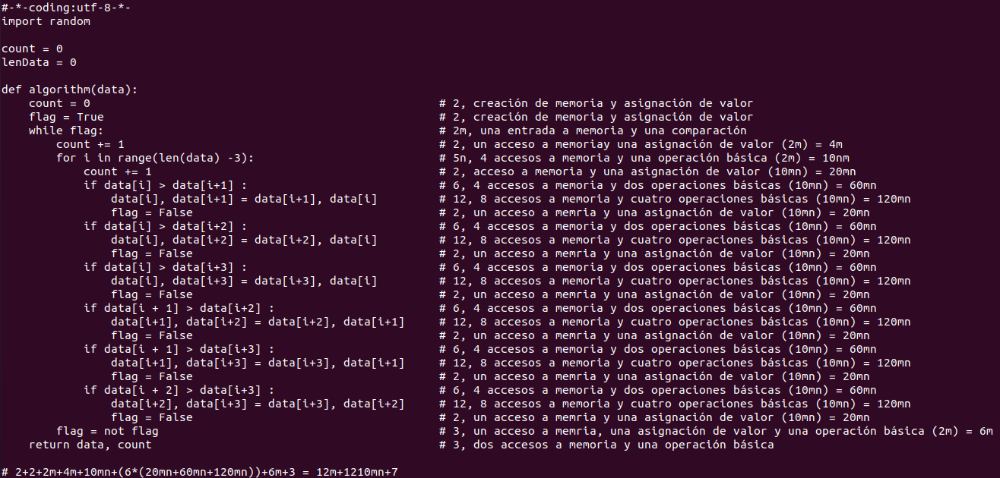 #-*-coding:utf-8-*-
import random

count = 0
lenData = 0

def algorithm(data):
    count = 0                                                   # 2, creación de memoria y asignación de valor
    flag = True                                                 # 2, creación de memoria y asignación de valor
    while flag:                                                 # 2m, una entrada a memoria y una comparación
        count += 1                                              # 2, un acceso a memoriay una asignación de valor (2m) = 4m
        for i in range(len(data) -3):                           # 5n, 4 accesos a memoria y una operación básica (2m) = 10nm
            count += 1                                          # 2, acceso a memoria y una asignación de valor (10mn) = 20mn
            if data[i] > data[i+1] :                            # 6, 4 accesos a memoria y dos operaciones básicas (10mn) = 60mn
                data[i], data[i+1] = data[i+1], data[i]         # 12, 8 accesos a memoria y cuatro operaciones básicas (10mn) = 120mn
                flag = False                                    # 2, un acceso a memria y una asignación de valor (10mn) = 20mn
            if data[i] > data[i+2] :                            # 6, 4 accesos a memoria y dos operaciones básicas (10mn) = 60mn
                data[i], data[i+2] = data[i+2], data[i]         # 12, 8 accesos a memoria y cuatro operaciones básicas (10mn) = 120mn
                flag = False                                    # 2, un acceso a memria y una asignación de valor (10mn) = 20mn
            if data[i] > data[i+3] :                            # 6, 4 accesos a memoria y dos operaciones básicas (10mn) = 60mn
                data[i], data[i+3] = data[i+3], data[i]         # 12, 8 accesos a memoria y cuatro operaciones básicas (10mn) = 120mn
                flag = False                                    # 2, un acceso a memria y una asignación de valor (10mn) = 20mn
            if data[i + 1] > data[i+2] :                        # 6, 4 accesos a memoria y dos operaciones básicas (10mn) = 60mn
                data[i+1], data[i+2] = data[i+2], data[i+1]     # 12, 8 accesos a memoria y cuatro operaciones básicas (10mn) = 120mn
                flag = False                                    # 2, un acceso a memria y una asignación de valor (10mn) = 20mn
            if data[i + 1] > data[i+3] :                        # 6, 4 accesos a memoria y dos operaciones básicas (10mn) = 60mn
                data[i+1], data[i+3] = data[i+3], data[i+1]     # 12, 8 accesos a memoria y cuatro operaciones básicas (10mn) = 120mn
                flag = False                                    # 2, un acceso a memria y una asignación de valor (10mn) = 20mn
            if data[i + 2] > data[i+3] :                        # 6, 4 accesos a memoria y dos operaciones básicas (10mn) = 60mn
                data[i+2], data[i+3] = data[i+3], data[i+2]     # 12, 8 accesos a memoria y cuatro operaciones básicas (10mn) = 120mn
                flag = False                                    # 2, un acceso a memria y una asignación de valor (10mn) = 20mn
        flag = not flag                                         # 3, un acceso a memria, una asignación de valor y una operación básica (2m) = 6m
    return data, count                                          # 3, dos accesos a memoria y una operación básica

# 2+2+2m+4m+10mn+(6*(20mn+60mn+120mn))+6m+3 = 12m+1210mn+7